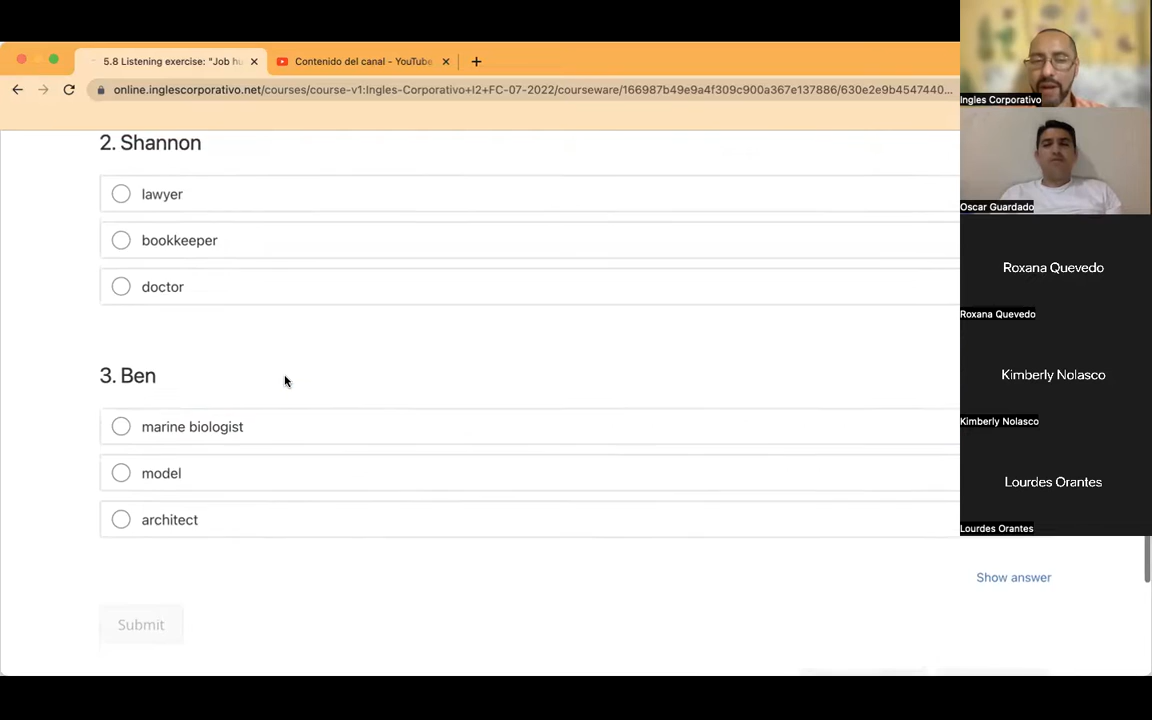 5.8 Listening exercise: "Job hu
Contenido del canal - YouTube
online.inglescorporativo.net/courses/course-v1:Ingles-Corporativo+I2+FC-07-2022/courseware/166987b49e9a4f309c900a367e137886/630e2e9b4547440...
2. Shannon
lawyer
bookkeeper
doctor
3. Ben
marine biologist
model
architect
Show answer
Submit
Ingles Corporativo
Oscar Guardado
Roxana Quevedo
Roxana Quevedo
Kimberly Nolasco
Kimberly Nolasco
Lourdes Orantes
Lourdes Orantes